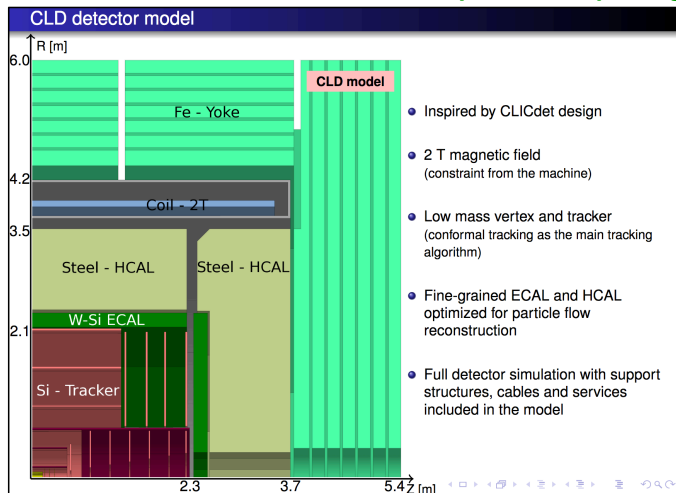 CLD detector model
R [m]
6.0
CLD model
Fe - Yoke
Inspired by CLICdet design
2 T magnetic field
(constraint from the machine)
4.2
Coil - 2T
Low mass vertex and tracker
(conformal tracking as the main tracking
algorithm)
3.5
Steel - HCAL
Steel - HCAL
Fine-grained ECAL and HCAL
optimized for particle flow
reconstruction
W-Si ECAL
2.1
Full detector simulation with support
structures, cables and services
included in the model
Si - Tracker
2.3
3.7
5.4
Z [m]